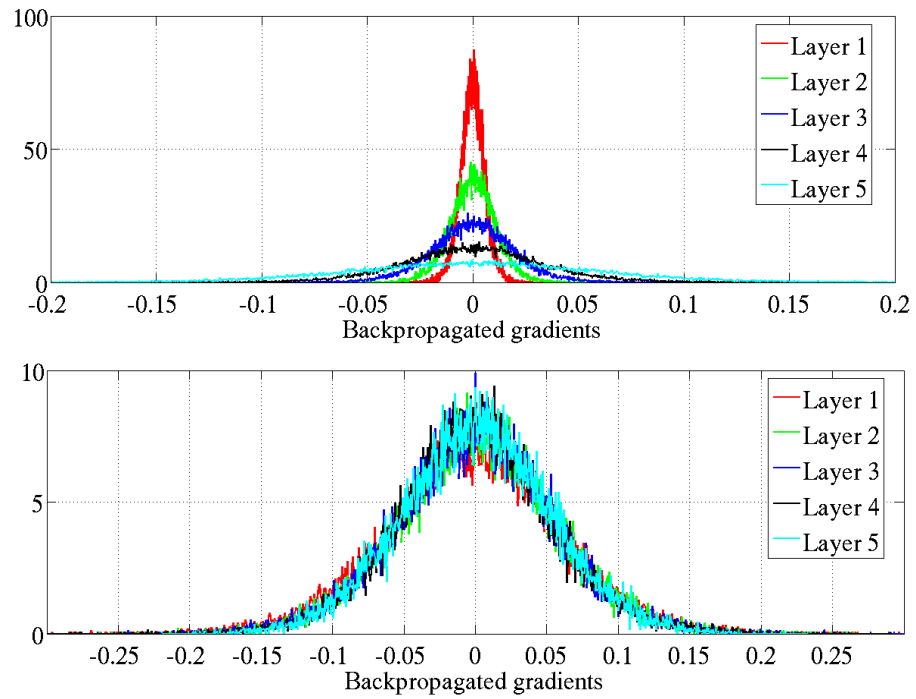 100
50
0
Layer 1
Layer 2
Layer 3
Layer 4
Layer 5
-0.2 -0.15 -0.1 -0.05 0 0.05 0.1 0.15 0.2
Backpropagated gradients
10
5
0
Layer 1
Layer 2
Layer 3
Layer 4
Layer 5
-0.25 -0.2 -0.15 -0.1 -0.05 0 0.05 0.1 0.15 0.2 0.25
Backpropagated gradients